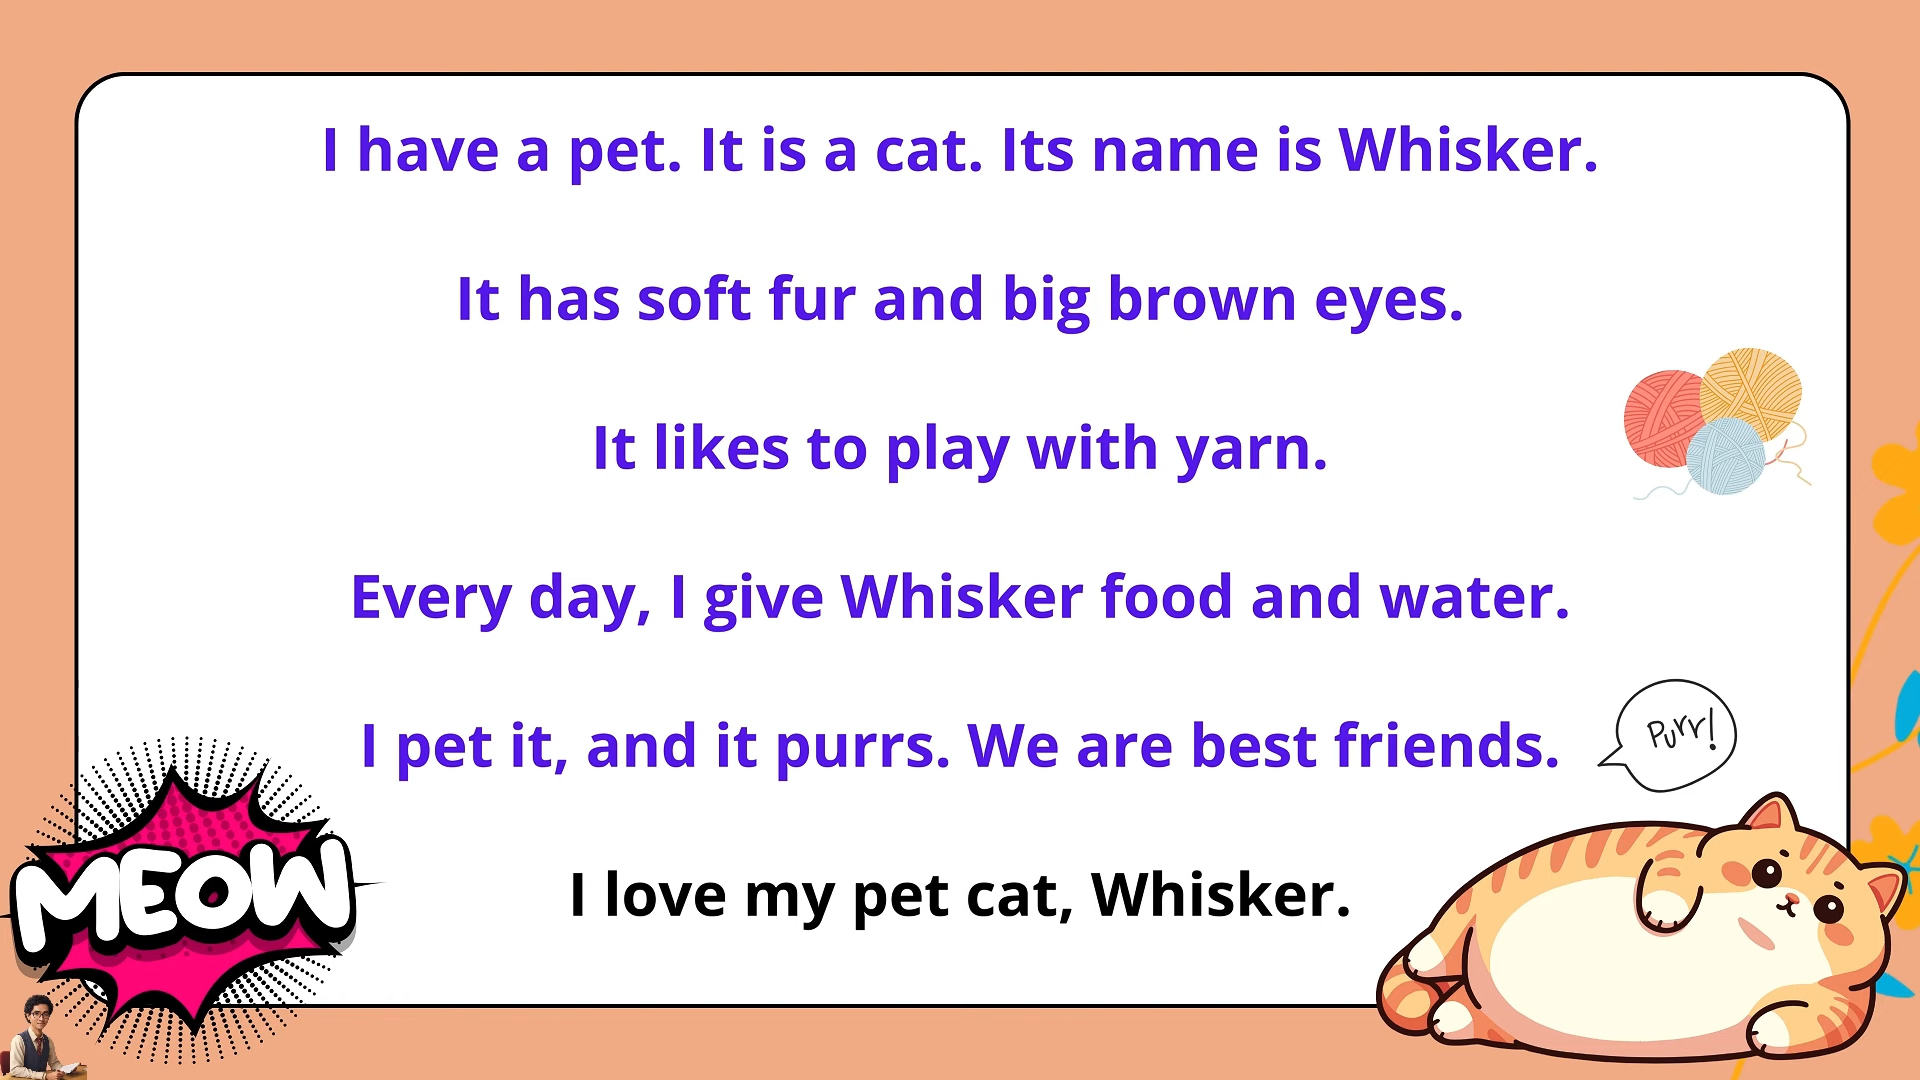 I have a pet. It is a cat. Its name is Whisker.
It has soft fur and big brown eyes.
It likes to play with yarn.
Every day, I give Whisker food and water.
I pet it, and it purrs. We are best friends.
Purr!
MEOW
I love my pet cat, Whisker.